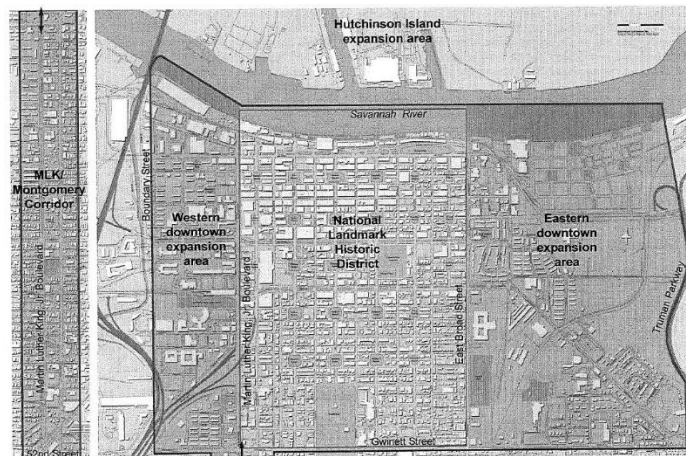 Hutchinson Island
expansion area
Savannah River
MLK/
Montgomery
Corridor
Martin Luther King, Jr. Boulevard
52nd Street
Boundary Street
Western
downtown
expansion
area
Martin Luther King, Jr. Boulevard
National
Landmark
Historic
District
East Broad Street
Eastern
downtown
expansion
area
Truman Parkway
Gwinett Street